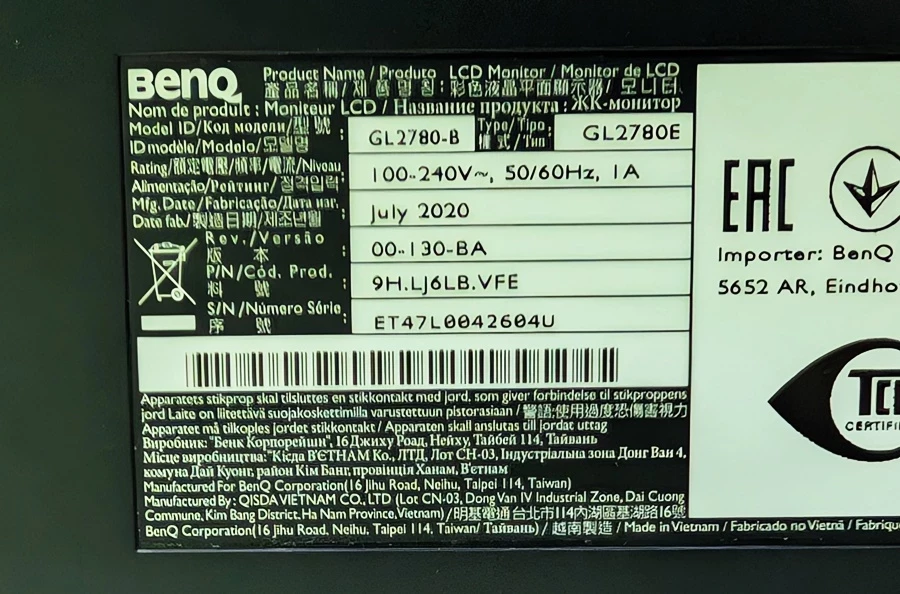 BenQ
Product Name / Produto LCD Monitor / Monitor de LCD
產品名稱/제품명칭: 彩色液晶平面顯示器/ 모니터
Nom de produit : Moniteur LCD / Название продукта : ЖК-монитор
Model ID/Код модели/型號 : GL2780-B Type/Tipo 型式/Тип : GL2780E
ID modèle/Modelo/모델명
Rating/額定電壓/頻率/電流/Niveau : 100-240V~, 50/60Hz, 1A
Alimentação/Рейтинг/정격입력
Mfg. Date/Fabricação/Дата изг. : July 2020
Date fab./製造日期/제조년월
Rev./Versão 版本 : 00-130-BA
P/N/Cód. Prod. 料號 : 9H.LJ6LB.VFE
S/N/Número Série 序號 : ET47L0042604U
Apparatets stikprop skal tilsluttes en stikkontakt med jord, som giver forbindelse til stikproppens
jord Laite on liitettävä suojakoskettimilla varustettuun pistorasiaan / 警語:使用過度恐傷害視力
Apparatet må tilkoples jordet stikkontakt / Apparaten skall anslutas till jordat uttag
Виробник: "Бенк Корпорейшн", 16 Джиху Роад, Нейху, Тайбей 114, Тайвань
Місце виробництва: "Кісда ВЄТНАМ Ко., ЛТД, Лот СН-03, Індустріальна зона Донг Ван 4,
комуна Дай Куонг, район Кім Банг, провінція Ханам, В'єтнам
Manufactured For BenQ Corporation(16 Jihu Road, Neihu, Taipei 114, Taiwan)
Manufactured By : QISDA VIETNAM CO., LTD (Lot CN-03, Dong Van IV Industrial Zone, Dai Cuong
Commune, Kim Bang District, Ha Nam Province, Vietnam) /明基電通台北市114內湖區基湖路16號
BenQ Corporation(16 Jihu Road, Neihu, Taipei 114, Taiwan/ Тайвань) / 越南製造 / Made in Vietnam / Fabricado no Vietnã / Fabriqu
EAC
Importer: BenQ
5652 AR, Eindho
TC
CERTIFI